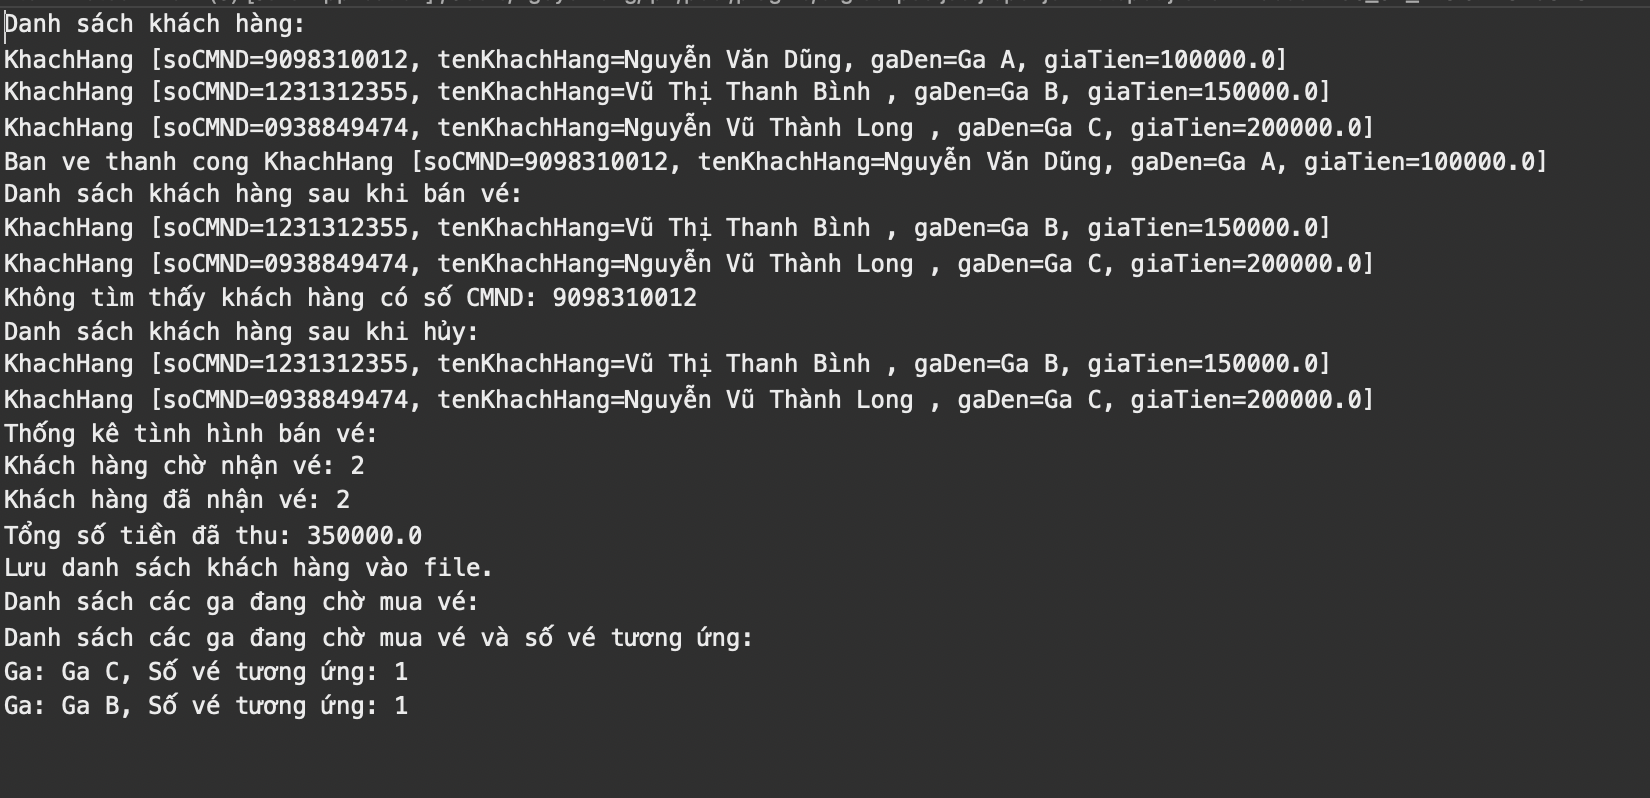 Danh sách khách hàng:
KhachHang [soCMND=9098310012, tenKhachHang=Nguyễn Văn Dũng, gaDen=Ga A, giaTien=100000.0]
KhachHang [soCMND=1231312355, tenKhachHang=Vũ Thị Thanh Bình , gaDen=Ga B, giaTien=150000.0]
KhachHang [soCMND=0938849474, tenKhachHang=Nguyễn Vũ Thành Long , gaDen=Ga C, giaTien=200000.0]
Ban ve thanh cong KhachHang [soCMND=9098310012, tenKhachHang=Nguyễn Văn Dũng, gaDen=Ga A, giaTien=100000.0]
Danh sách khách hàng sau khi bán vé:
KhachHang [soCMND=1231312355, tenKhachHang=Vũ Thị Thanh Bình , gaDen=Ga B, giaTien=150000.0]
KhachHang [soCMND=0938849474, tenKhachHang=Nguyễn Vũ Thành Long , gaDen=Ga C, giaTien=200000.0]
Không tìm thấy khách hàng có số CMND: 9098310012
Danh sách khách hàng sau khi hủy:
KhachHang [soCMND=1231312355, tenKhachHang=Vũ Thị Thanh Bình , gaDen=Ga B, giaTien=150000.0]
KhachHang [soCMND=0938849474, tenKhachHang=Nguyễn Vũ Thành Long , gaDen=Ga C, giaTien=200000.0]
Thống kê tình hình bán vé:
Khách hàng chờ nhận vé: 2
Khách hàng đã nhận vé: 2
Tổng số tiền đã thu: 350000.0
Lưu danh sách khách hàng vào file.
Danh sách các ga đang chờ mua vé:
Danh sách các ga đang chờ mua vé và số vé tương ứng:
Ga: Ga C, Số vé tương ứng: 1
Ga: Ga B, Số vé tương ứng: 1